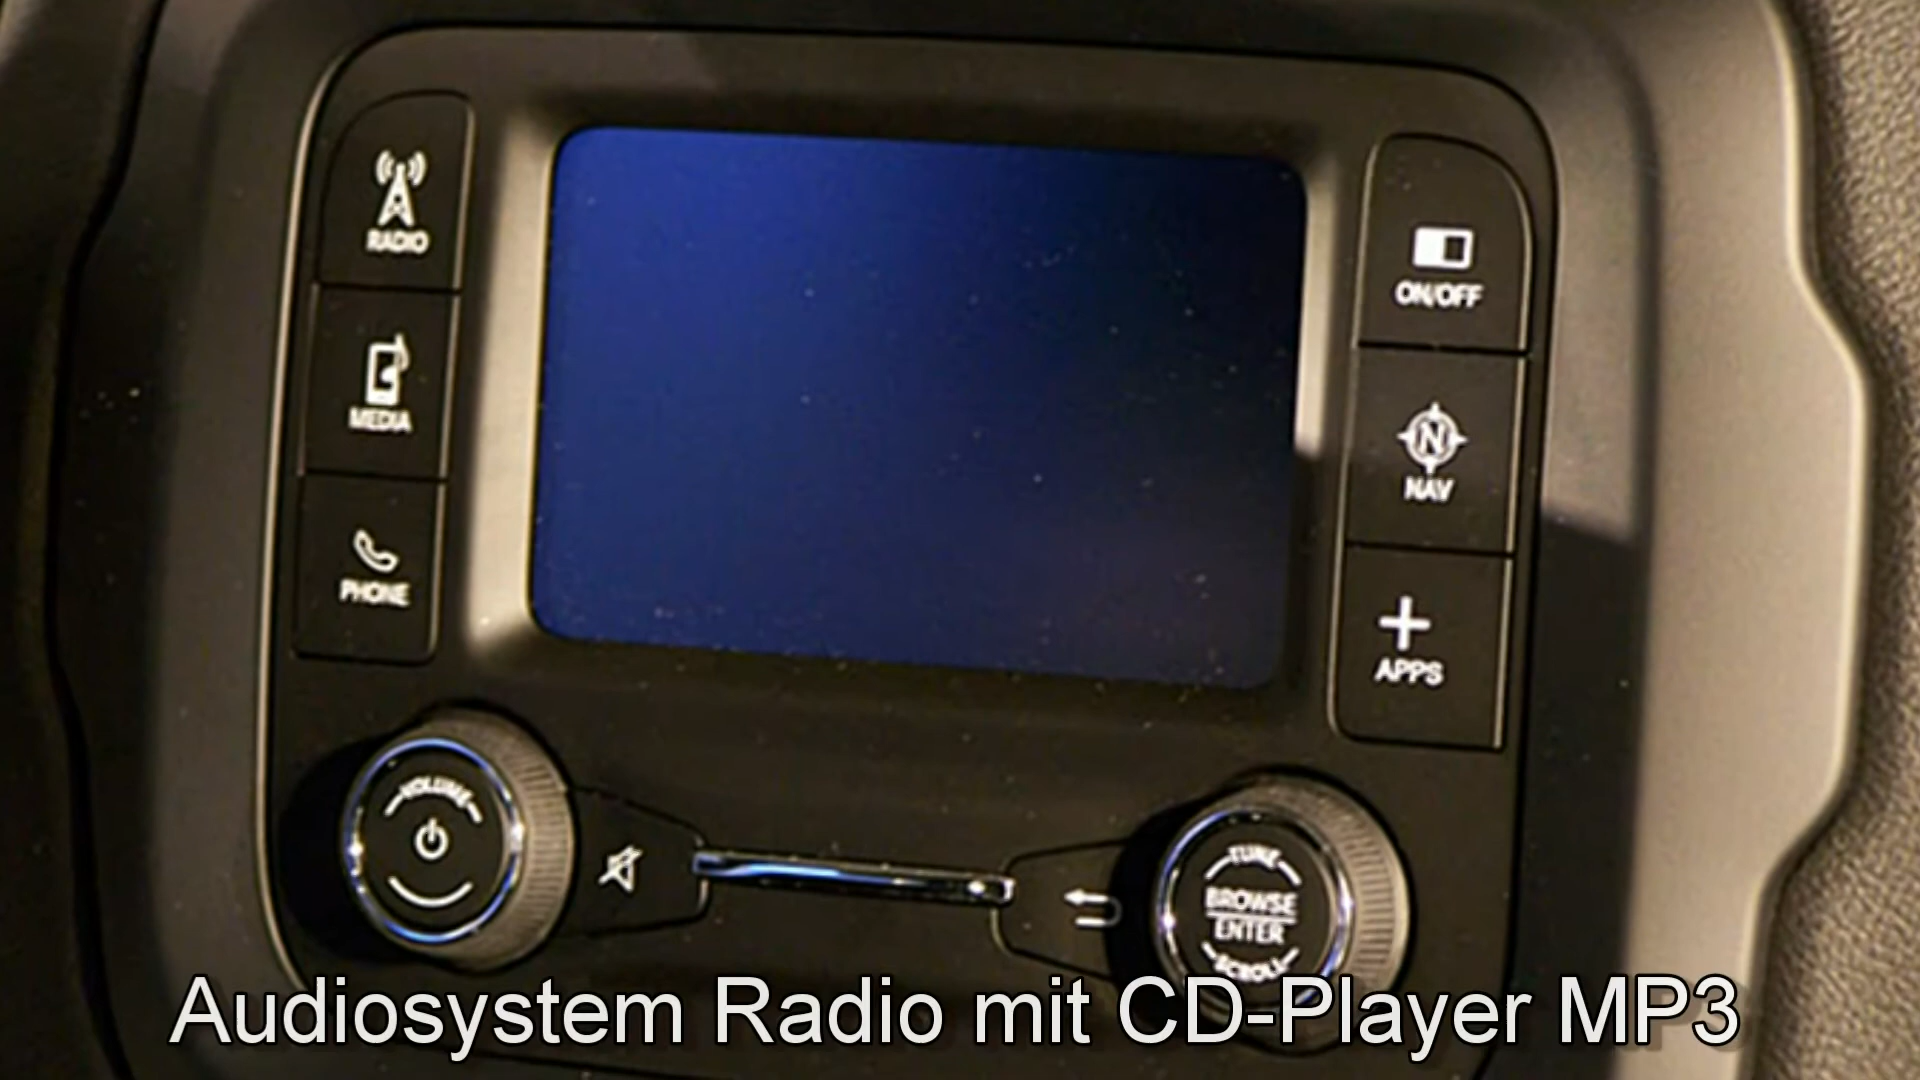 RADIO
ON/OFF
MEDIA
NAV
PHONE
APPS
VOLUME
TUNE
BROWSE
ENTER
SCROLL
Audiosystem Radio mit CD-Player MP3